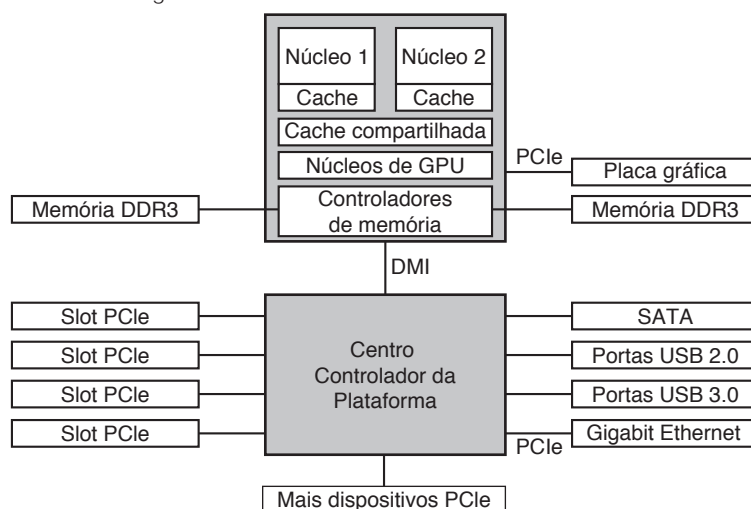 Núcleo 1
Núcleo 2
Cache
Cache
Cache compartilhada
Núcleos de GPU
PCIe
Placa gráfica
Memória DDR3
Controladores
de memória
Memória DDR3
DMI
Slot PCIe
Slot PCIe
Slot PCIe
Slot PCIe
Centro
Controlador da
Plataforma
SATA
Portas USB 2.0
Portas USB 3.0
Gigabit Ethernet
PCIe
Mais dispositivos PCIe